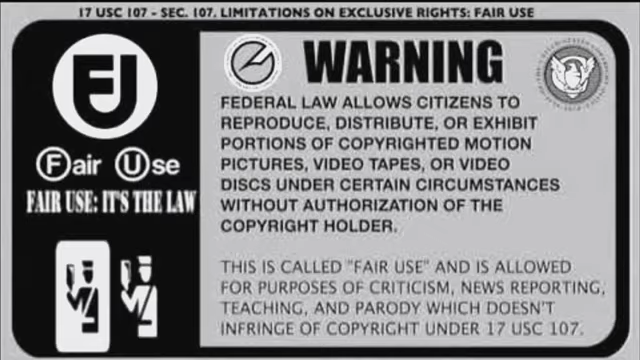 17 USC 107 - SEC. 107. LIMITATIONS ON EXCLUSIVE RIGHTS: FAIR USE
FU
Fair Use
FAIR USE: IT'S THE LAW
WARNING
FEDERAL LAW ALLOWS CITIZENS TO
REPRODUCE, DISTRIBUTE, OR EXHIBIT
PORTIONS OF COPYRIGHTED MOTION
PICTURES, VIDEO TAPES, OR VIDEO
DISCS UNDER CERTAIN CIRCUMSTANCES
WITHOUT AUTHORIZATION OF THE
COPYRIGHT HOLDER.
THIS IS CALLED "FAIR USE" AND IS ALLOWED
FOR PURPOSES OF CRITICISM, NEWS REPORTING,
TEACHING, AND PARODY WHICH DOESN'T
INFRINGE OF COPYRIGHT UNDER 17 USC 107.